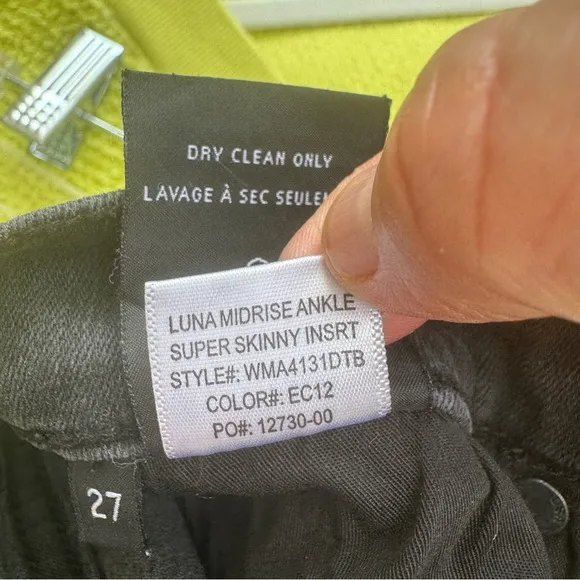 DRY CLEAN ONLY
LAVAGE À SEC
LUNA MIDRISE ANKLE
SUPER SKINNY INSRT
STYLE#: WMA4131DTB
COLOR#: EC12
PO#: 12730-00
27